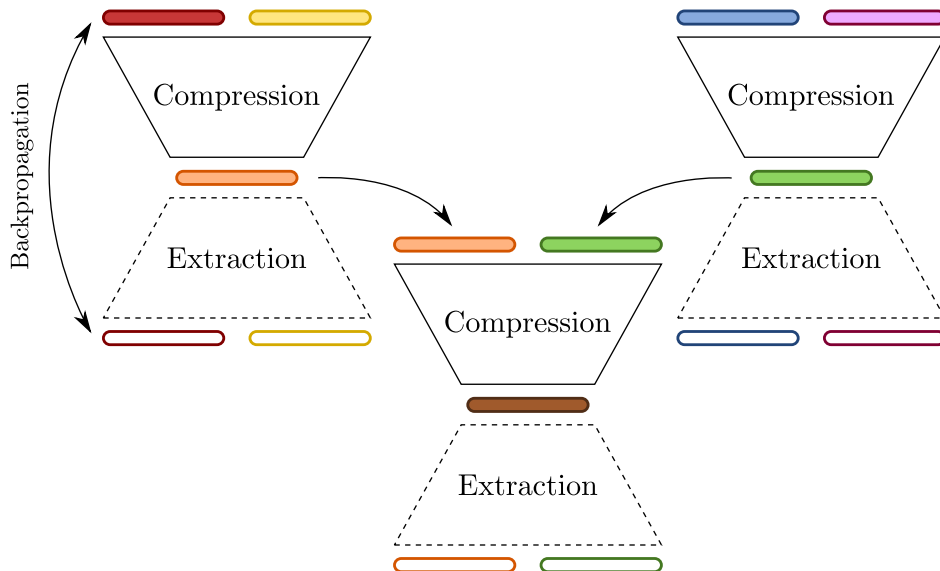 Compression
Compression
Backpropagation
Extraction
Extraction
Compression
Extraction